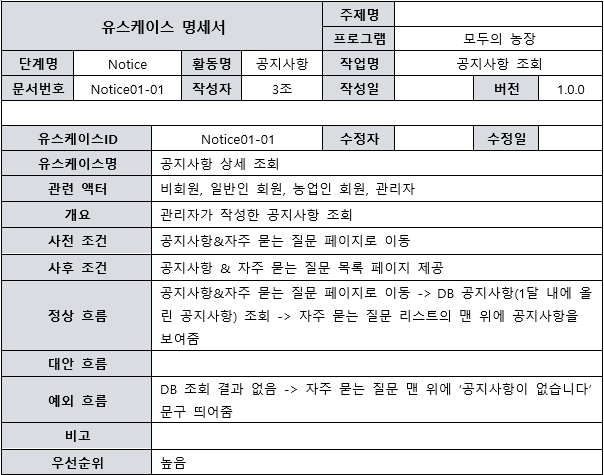 유스케이스 명세서 주제명
프로그램 모두의 농장
단계명 Notice 활동명 공지사항 작업명 공지사항 조회
문서번호 Notice01-01 작성자 3조 작성일 버전 1.0.0
유스케이스ID Notice01-01 수정자 수정일
유스케이스명 공지사항 상세 조회
관련 액터 비회원, 일반인 회원, 농업인 회원, 관리자
개요 관리자가 작성한 공지사항 조회
사전 조건 공지사항&자주 묻는 질문 페이지로 이동
사후 조건 공지사항 & 자주 묻는 질문 목록 페이지 제공
정상 흐름 공지사항&자주 묻는 질문 페이지로 이동 -> DB 공지사항(1달 내에 올
린 공지사항) 조회 -> 자주 묻는 질문 리스트의 맨 위에 공지사항을
보여줌
대안 흐름
예외 흐름 DB 조회 결과 없음 -> 자주 묻는 질문 맨 위에 ‘공지사항이 없습니다’
문구 띄어줌
비고
우선순위 높음